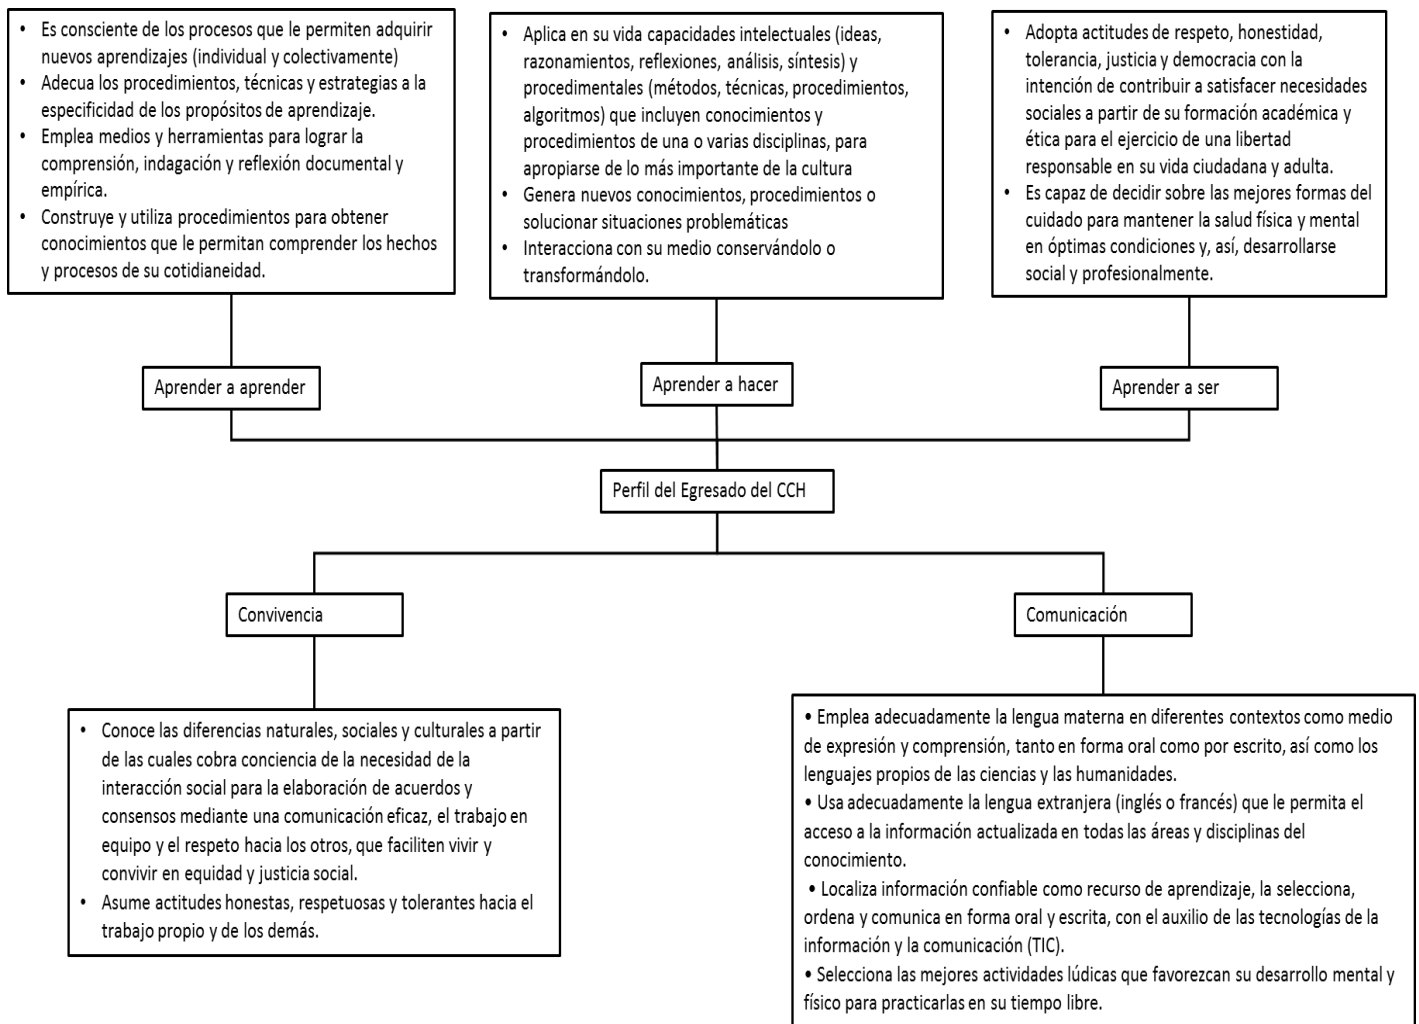 • Es consciente de los procesos que le permiten adquirir
nuevos aprendizajes (individual y colectivamente)
• Adecua los procedimientos, técnicas y estrategias a la
especificidad de los propósitos de aprendizaje.
• Emplea medios y herramientas para lograr la
comprensión, indagación y reflexión documental y
empírica.
• Construye y utiliza procedimientos para obtener
conocimientos que le permitan comprender los hechos
y procesos de su cotidianeidad.
• Aplica en su vida capacidades intelectuales (ideas,
razonamientos, reflexiones, análisis, síntesis) y
procedimentales (métodos, técnicas, procedimientos,
algoritmos) que incluyen conocimientos y
procedimientos de una o varias disciplinas, para
apropiarse de lo más importante de la cultura
• Genera nuevos conocimientos, procedimientos o
solucionar situaciones problemáticas
• Interacciona con su medio conservándolo o
transformándolo.
• Adopta actitudes de respeto, honestidad,
tolerancia, justicia y democracia con la
intención de contribuir a satisfacer necesidades
sociales a partir de su formación académica y
ética para el ejercicio de una libertad
responsable en su vida ciudadana y adulta.
• Es capaz de decidir sobre las mejores formas del
cuidado para mantener la salud física y mental
en óptimas condiciones y, así, desarrollarse
social y profesionalmente.
Aprender a aprender
Aprender a hacer
Aprender a ser
Perfil del Egresado del CCH
Convivencia
Comunicación
• Conoce las diferencias naturales, sociales y culturales a partir
de las cuales cobra conciencia de la necesidad de la
interacción social para la elaboración de acuerdos y
consensos mediante una comunicación eficaz, el trabajo en
equipo y el respeto hacia los otros, que faciliten vivir y
convivir en equidad y justicia social.
• Asume actitudes honestas, respetuosas y tolerantes hacia el
trabajo propio y de los demás.
• Emplea adecuadamente la lengua materna en diferentes contextos como medio
de expresión y comprensión, tanto en forma oral como por escrito, así como los
lenguajes propios de las ciencias y las humanidades.
• Usa adecuadamente la lengua extranjera (inglés o francés) que le permita el
acceso a la información actualizada en todas las áreas y disciplinas del
conocimiento.
• Localiza información confiable como recurso de aprendizaje, la selecciona,
ordena y comunica en forma oral y escrita, con el auxilio de las tecnologías de la
información y la comunicación (TIC).
• Selecciona las mejores actividades lúdicas que favorezcan su desarrollo mental y
físico para practicarlas en su tiempo libre.